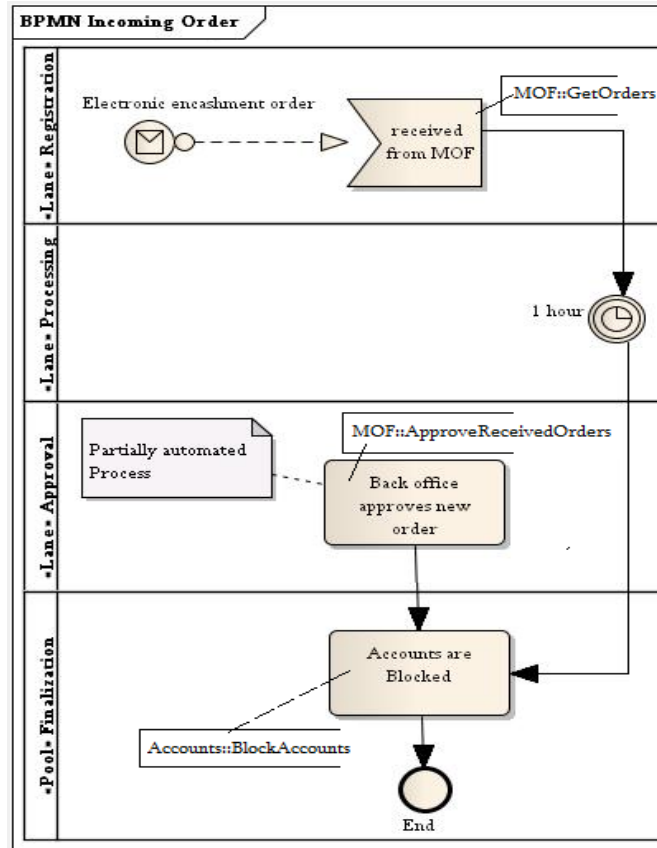 BPMN Incoming Order
«Lane» Registration
Electronic encashment order
MOF::GetOrders
received
from MOF
«Lane» Processing
1 hour
«Lane» Approval
MOF::ApproveReceivedOrders
Partially automated
Process
Back office
approves new
order
«Pool» Finalization
Accounts are
Blocked
Accounts::BlockAccounts
End